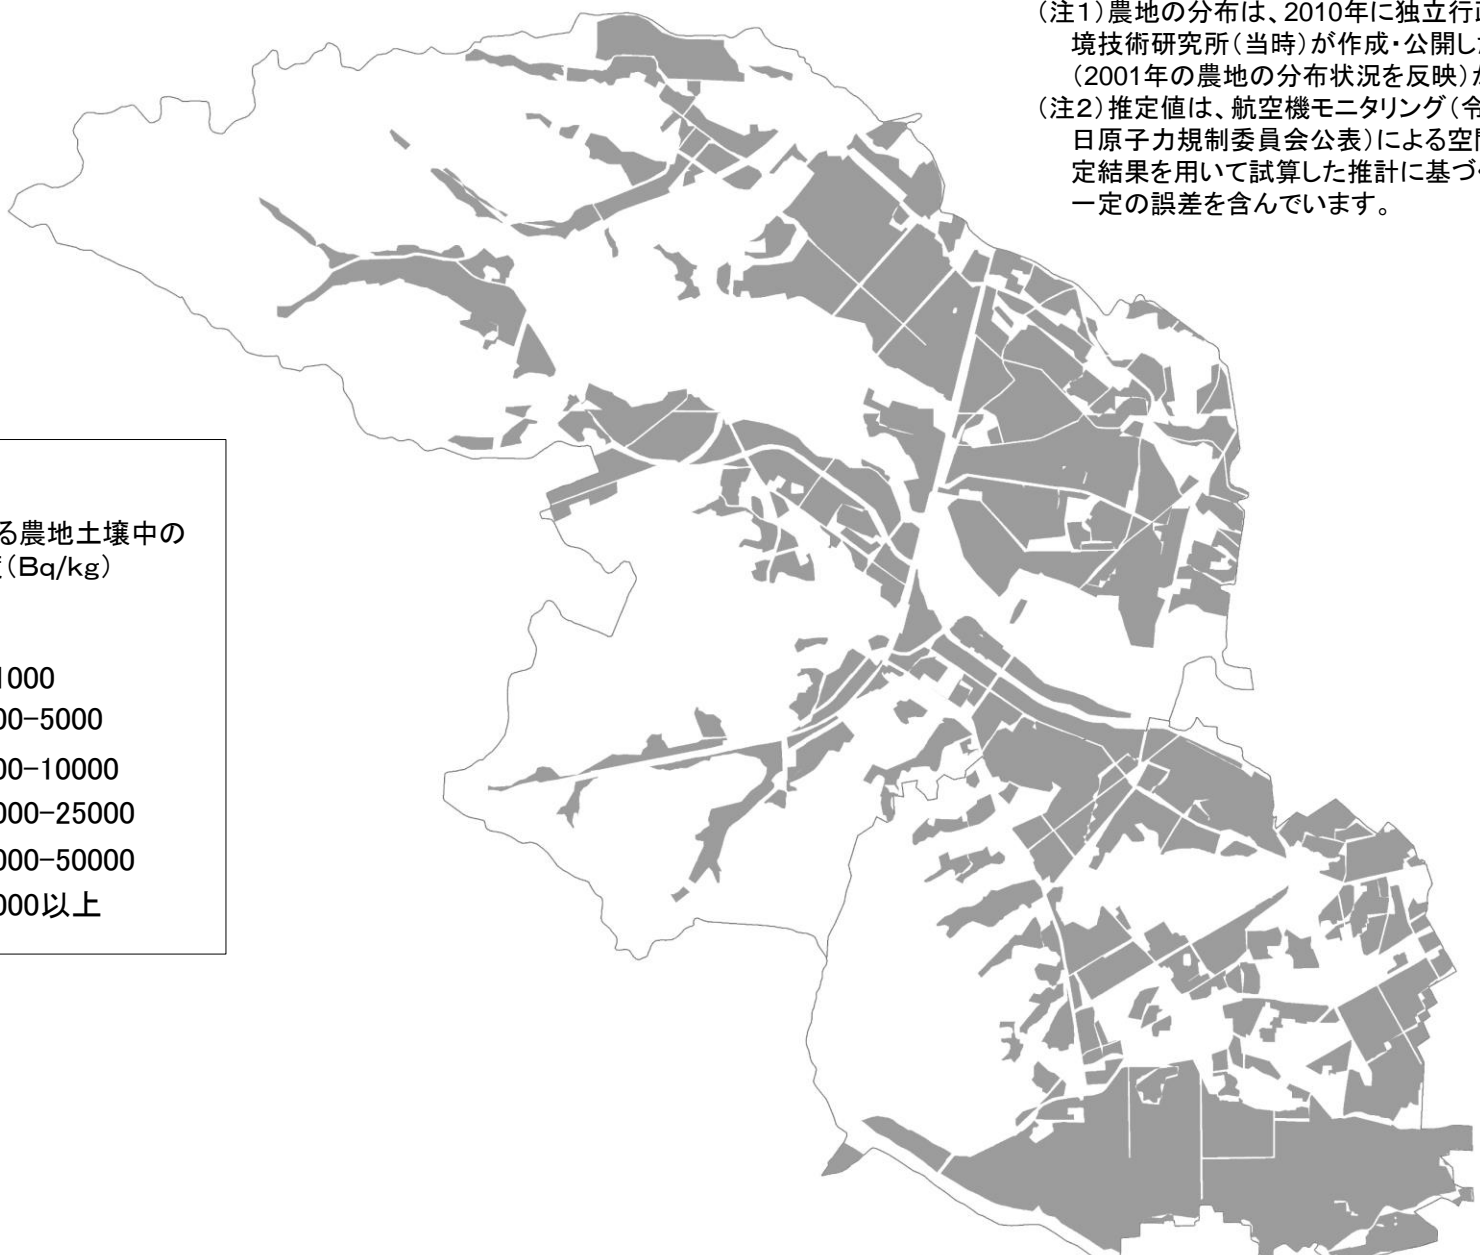 (注1)農地の分布は、2010年に独立行
境技術研究所(当時)が作成・公開し
(2001年の農地の分布状況を反映)
(注2)推定値は、航空機モニタリング(令
日原子力規制委員会公表)による空
定結果を用いて試算した推計に基づ
一定の誤差を含んでいます。
る農地土壌中の
(Bq/kg)
1000
00-5000
00-10000
000-25000
000-50000
000以上